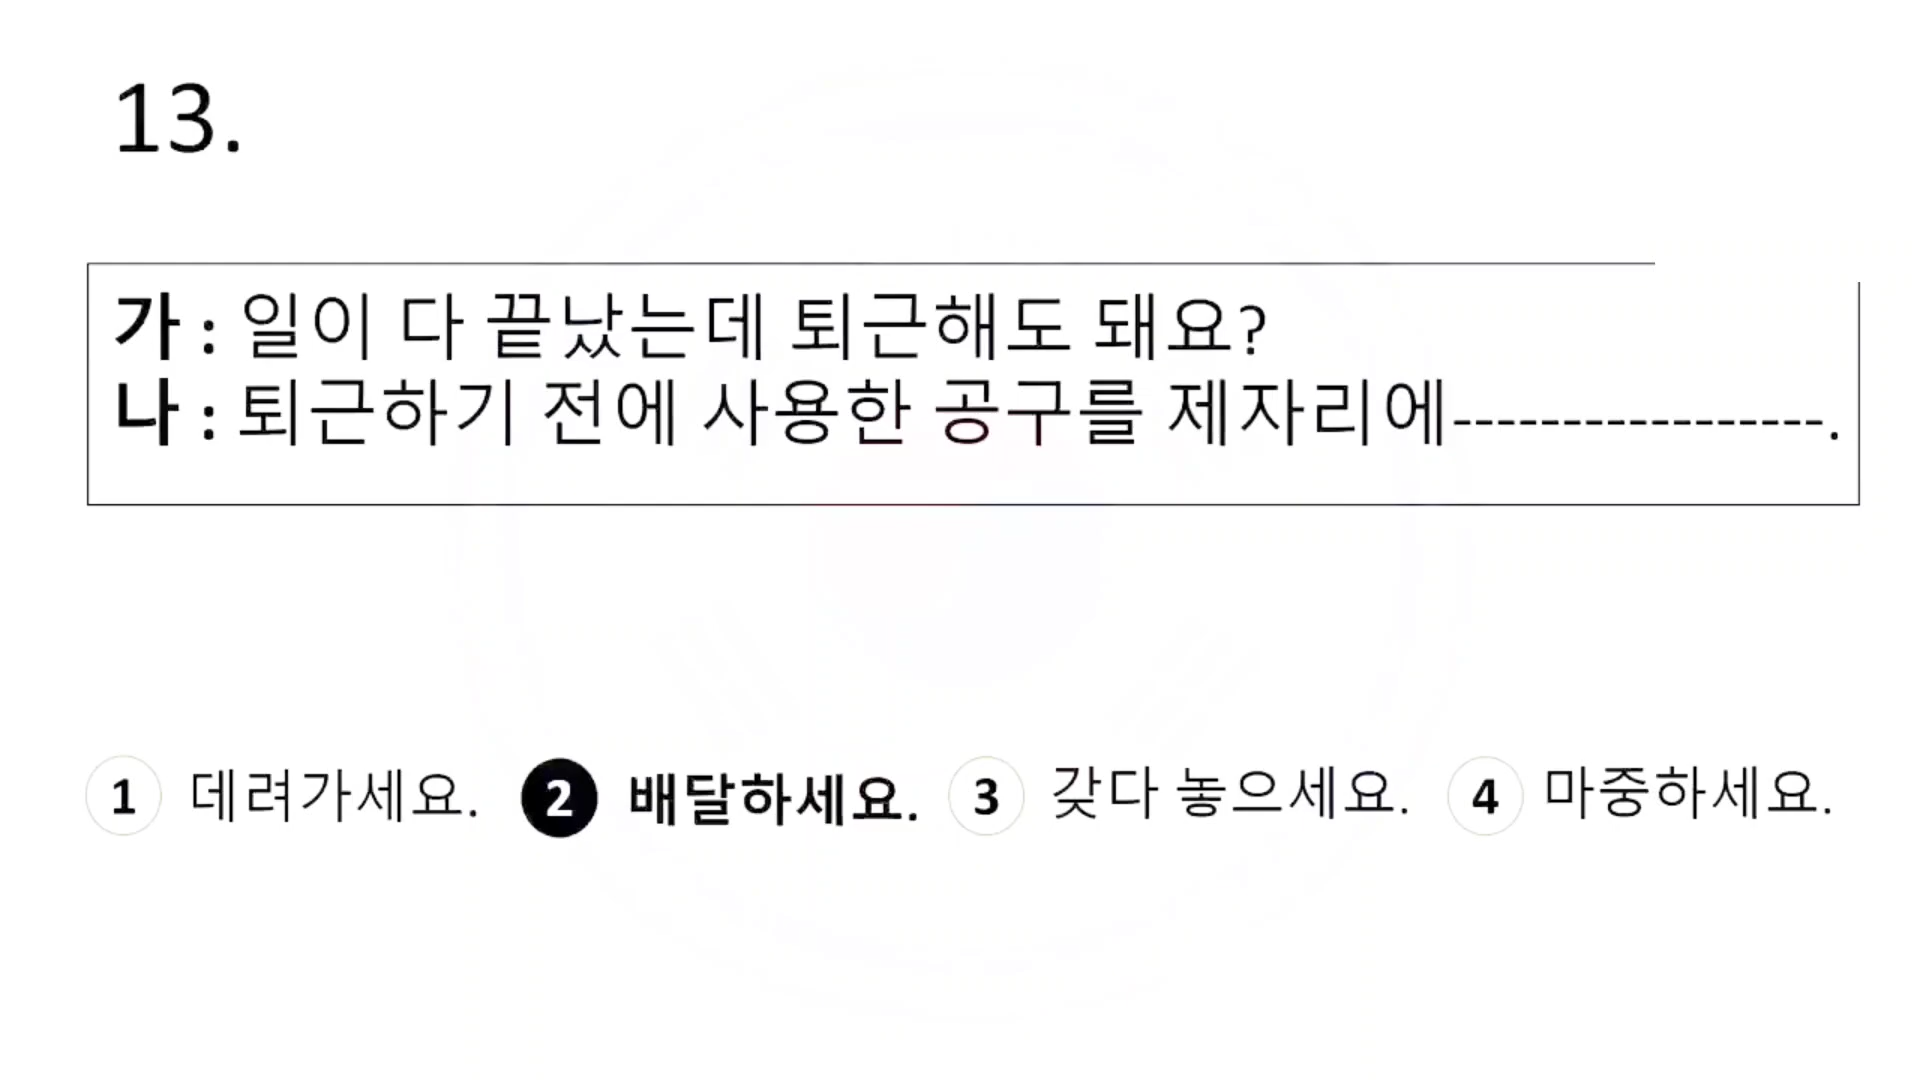 13.
가 : 일이 다 끝났는데 퇴근해도 돼요?
나 : 퇴근하기 전에 사용한 공구를 제자리에----------------.
1 데려가세요. 2 배달하세요. 3 갖다 놓으세요. 4 마중하세요.